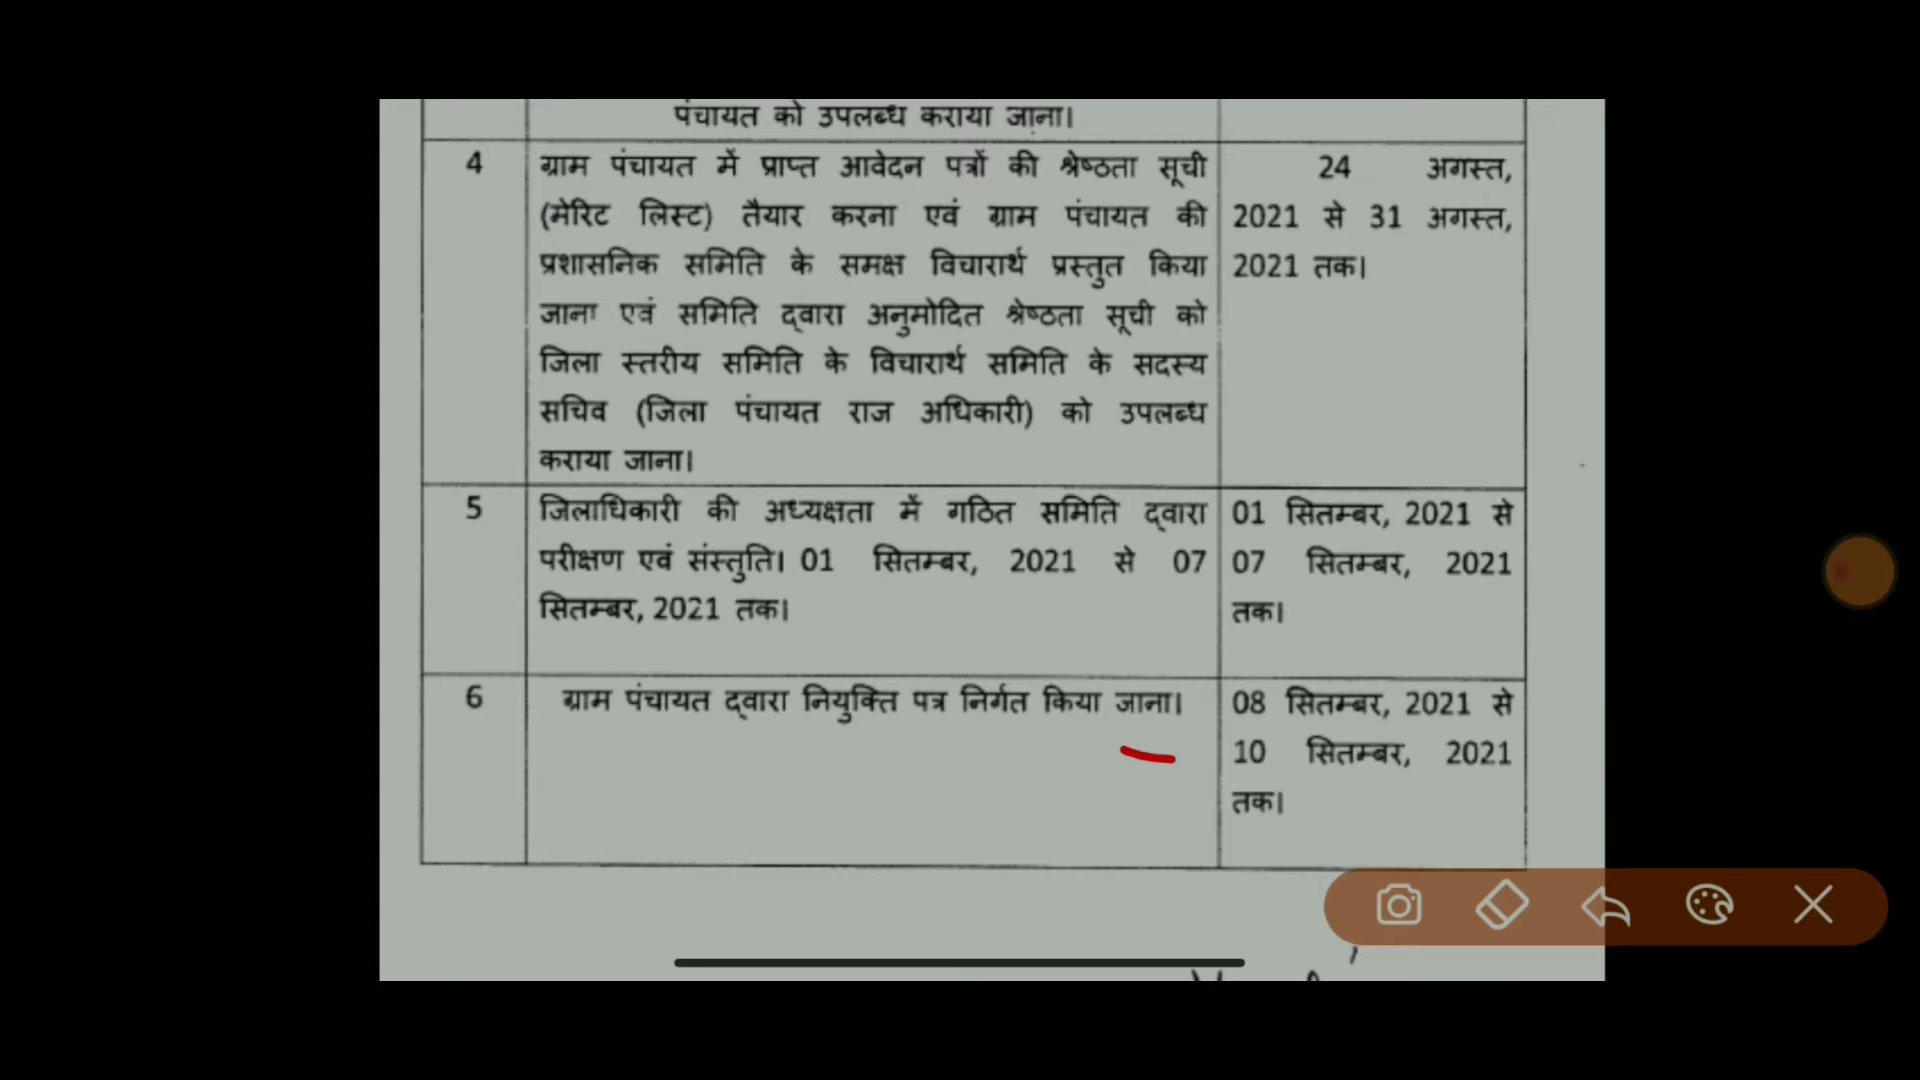 पंचायत को उपलब्ध कराया जाना।
4 ग्राम पंचायत में प्राप्त आवेदन पत्रों की श्रेष्ठता सूची 24 अगस्त,
(मेरिट लिस्ट) तैयार करना एवं ग्राम पंचायत की 2021 से 31 अगस्त,
प्रशासनिक समिति के समक्ष विचारार्थ प्रस्तुत किया 2021 तक।
जाना एवं समिति द्वारा अनुमोदित श्रेष्ठता सूची को
जिला स्तरीय समिति के विचारार्थ समिति के सदस्य
सचिव (जिला पंचायत राज अधिकारी) को उपलब्ध
कराया जाना।
5 जिलाधिकारी की अध्यक्षता में गठित समिति द्वारा 01 सितम्बर, 2021 से
परीक्षण एवं संस्तुति। 01 सितम्बर, 2021 से 07 07 सितम्बर, 2021
सितम्बर, 2021 तक। तक।
6 ग्राम पंचायत द्वारा नियुक्ति पत्र निर्गत किया जाना। 08 सितम्बर, 2021 से
10 सितम्बर, 2021
तक।